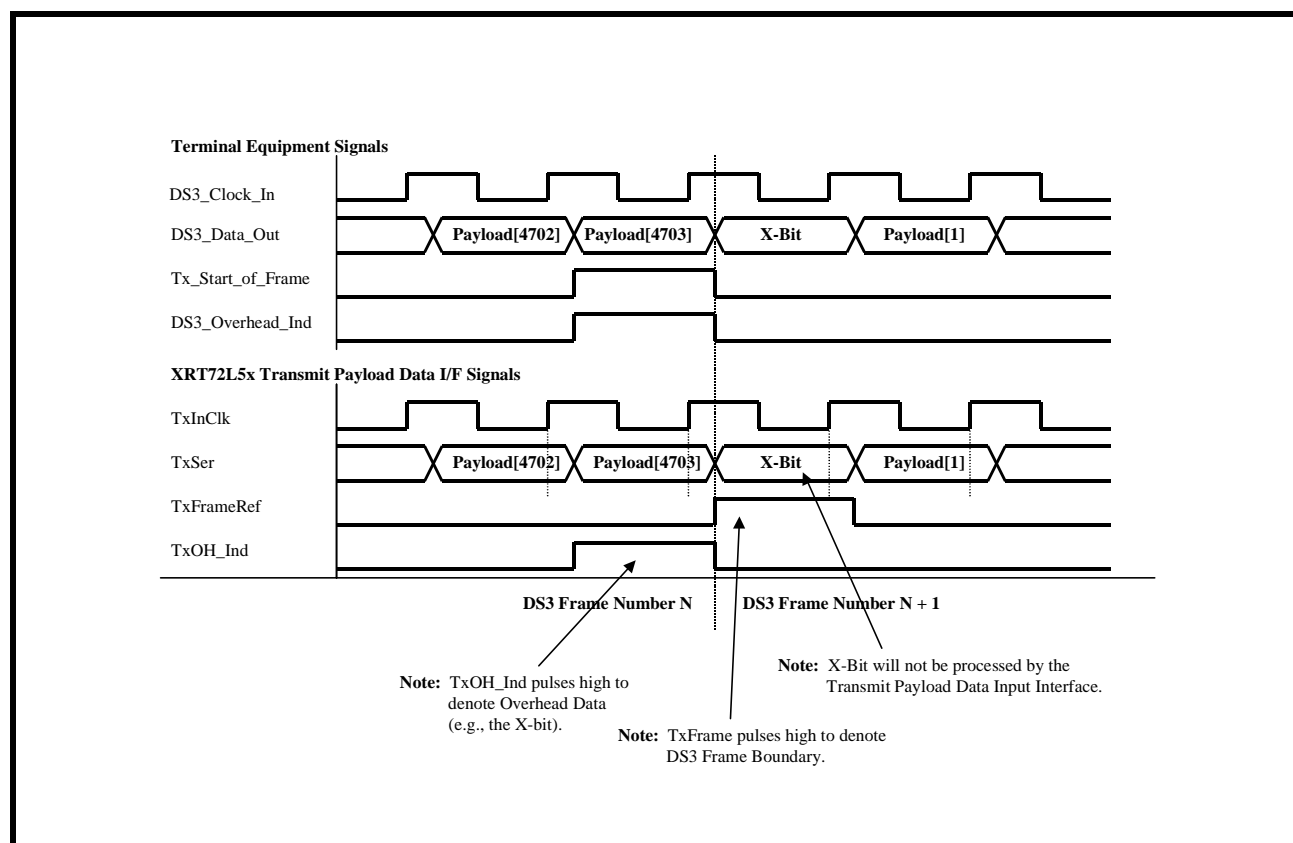 Terminal Equipment Signals
DS3_Clock_In
DS3_Data_Out
Payload[4702] Payload[4703] X-Bit Payload[1]
Tx_Start_of_Frame
DS3_Overhead_Ind
XRT72L5x Transmit Payload Data I/F Signals
TxInClk
TxSer
Payload[4702] Payload[4703] X-Bit Payload[1]
TxFrameRef
TxOH_Ind
DS3 Frame Number N DS3 Frame Number N + 1
Note: TxOH_Ind pulses high to
denote Overhead Data
(e.g., the X-bit).
Note: X-Bit will not be processed by the
Transmit Payload Data Input Interface.
Note: TxFrame pulses high to denote
DS3 Frame Boundary.